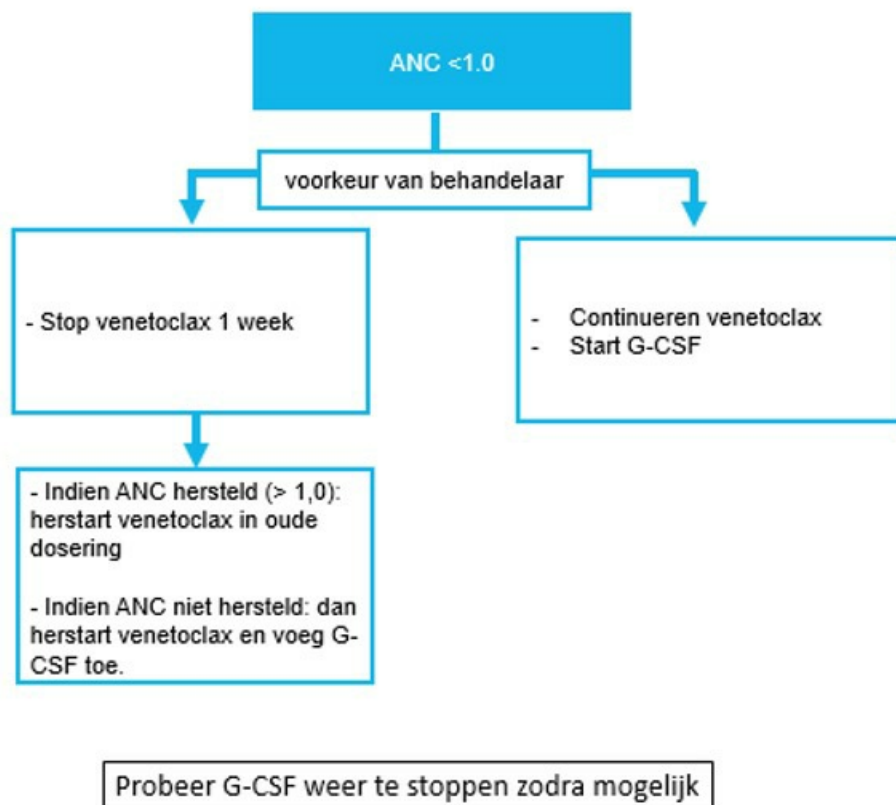 ANC <1.0
voorkeur van behandelaar
- Stop venetoclax 1 week
- Continueren venetoclax
- Start G-CSF
- Indien ANC hersteld (> 1,0):
herstart venetoclax in oude
dosering
- Indien ANC niet hersteld: dan
herstart venetoclax en voeg G-
CSF toe.
Probeer G-CSF weer te stoppen zodra mogelijk